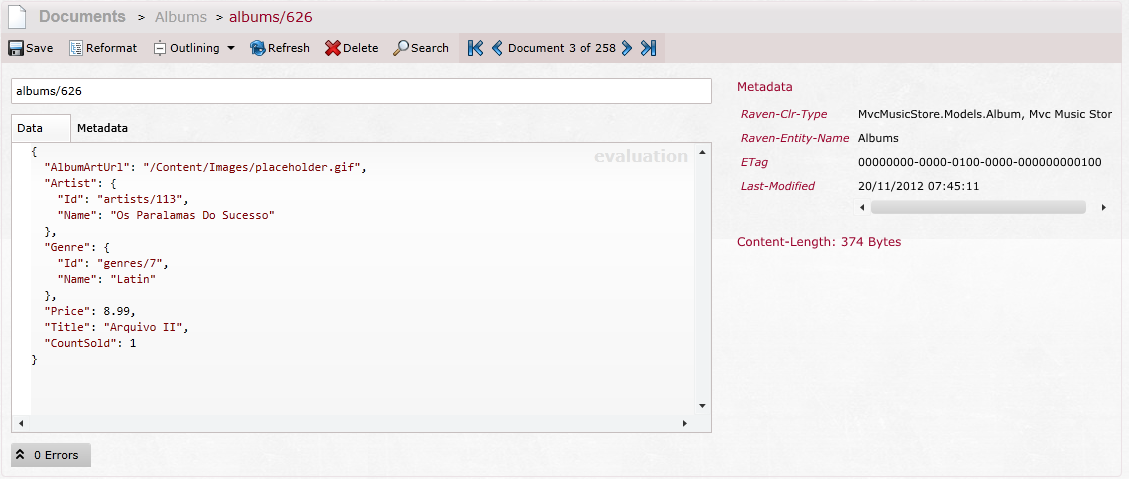 Documents > Albums > albums/626
Save Reformat Outlining Refresh Delete Search Document 3 of 258
albums/626
Data Metadata
{
"AlbumArtUrl": "/Content/Images/placeholder.gif",
"Artist": {
"Id": "artists/113",
"Name": "Os Paralamas Do Sucesso"
},
"Genre": {
"Id": "genres/7",
"Name": "Latin"
},
"Price": 8.99,
"Title": "Arquivo II",
"CountSold": 1
}
evaluation
0 Errors
Metadata
Raven-Clr-Type MvcMusicStore.Models.Album, Mvc Music Stor
Raven-Entity-Name Albums
ETag 00000000-0000-0100-0000-000000000100
Last-Modified 20/11/2012 07:45:11
Content-Length: 374 Bytes